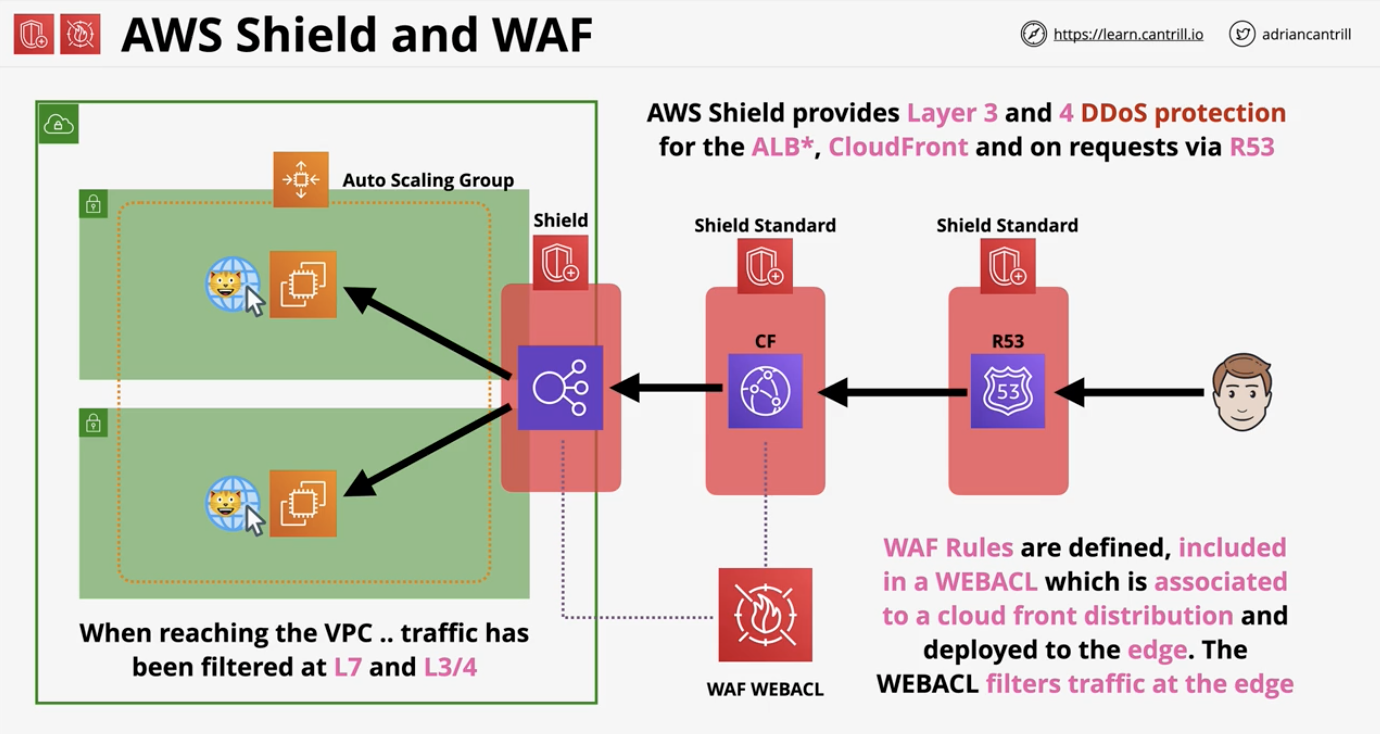 AWS Shield and WAF
https://learn.cantrill.io
adriancantrill
AWS Shield provides Layer 3 and 4 DDoS protection
for the ALB*, CloudFront and on requests via R53
Auto Scaling Group
Shield
Shield Standard
Shield Standard
CF
R53
53
WAF Rules are defined, included
in a WEBACL which is associated
to a cloud front distribution and
deployed to the edge. The
WEBACL filters traffic at the edge
When reaching the VPC .. traffic has
been filtered at L7 and L3/4
WAF WEBACL